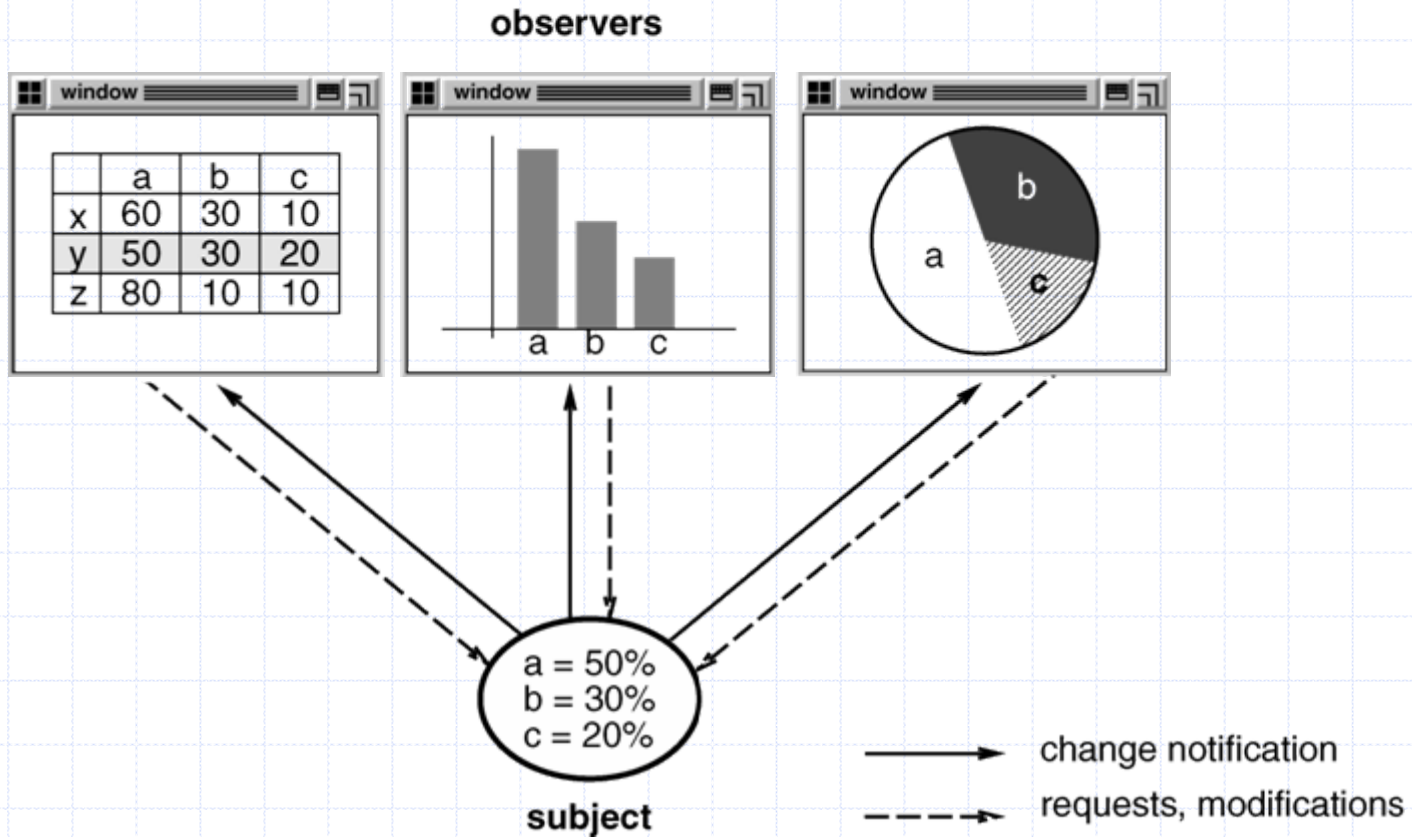 observers
window
a b c
x 60 30 10
y 50 30 20
z 80 10 10
window
a b c
window
b
a
c
a = 50%
b = 30%
c = 20%
subject
change notification
requests, modifications